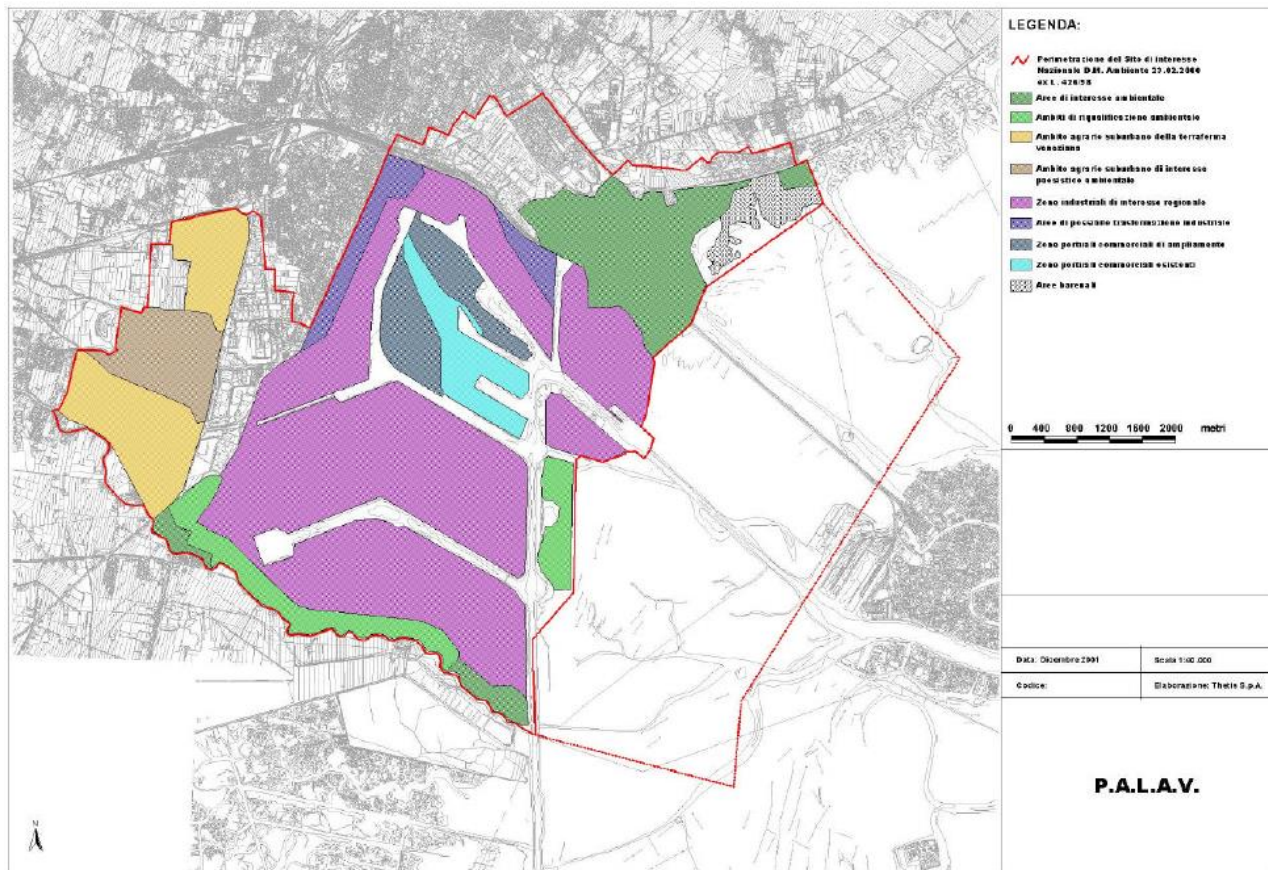 LEGENDA:
Perimetrazione del Sito di interesse
Nazionale D.M. Ambiente 23.02.2000
ex L. 426/98
Aree di interesse ambientale
Ambiti di riqualificazione ambientale
Ambito agrario suburbano della terraferma
veneziana
Ambito agrario suburbano di interesse
paesistico ambientale
Zone industriali di interesse regionale
Aree di possibile trasformazione industriale
Zone portuali commerciali di ampliamento
Zone portuali commerciali esistenti
Aree barenali
0 400 800 1200 1600 2000 metri
Data: Dicembre 2001
Scala 1:60.000
Codice:
Elaborazione: Thetis S.p.A.
P.A.L.A.V.
N